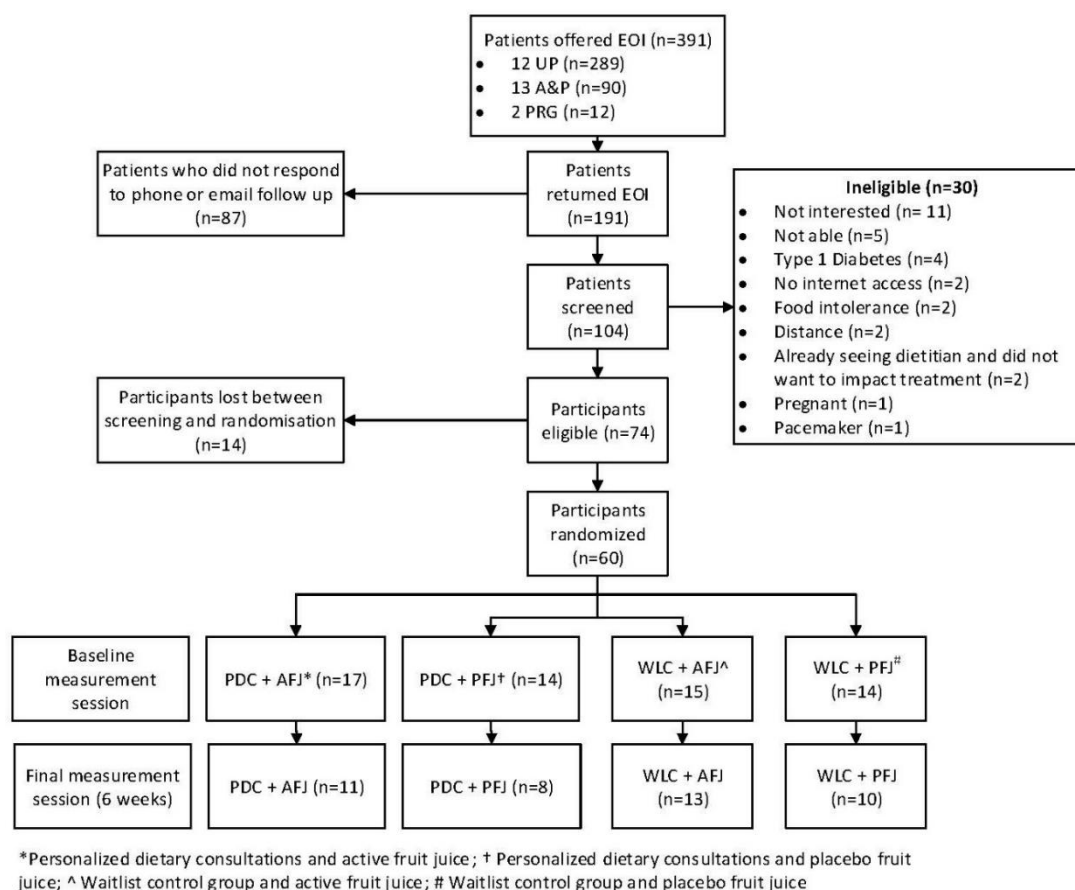 Patients offered EOI (n=391)
• 12 UP (n=289)
• 13 A&P (n=90)
• 2 PRG (n=12)
Patients who did not respond
to phone or email follow up
(n=87)
Patients
returned EOI
(n=191)
Ineligible (n=30)
• Not interested (n= 11)
• Not able (n=5)
• Type 1 Diabetes (n=4)
• No internet access (n=2)
• Food intolerance (n=2)
• Distance (n=2)
• Already seeing dietitian and did not
want to impact treatment (n=2)
• Pregnant (n=1)
• Pacemaker (n=1)
Patients
screened
(n=104)
Participants lost between
screening and randomisation
(n=14)
Participants
eligible (n=74)
Participants
randomized
(n=60)
Baseline
measurement
session
PDC + AFJ* (n=17)
PDC + PFJ† (n=14)
WLC + AFJ^
(n=15)
WLC + PFJ#
(n=14)
Final measurement
session (6 weeks)
PDC + AFJ (n=11)
PDC + PFJ (n=8)
WLC + AFJ
(n=13)
WLC + PFJ
(n=10)
*Personalized dietary consultations and active fruit juice; † Personalized dietary consultations and placebo fruit
juice; ^ Waitlist control group and active fruit juice; # Waitlist control group and placebo fruit juice